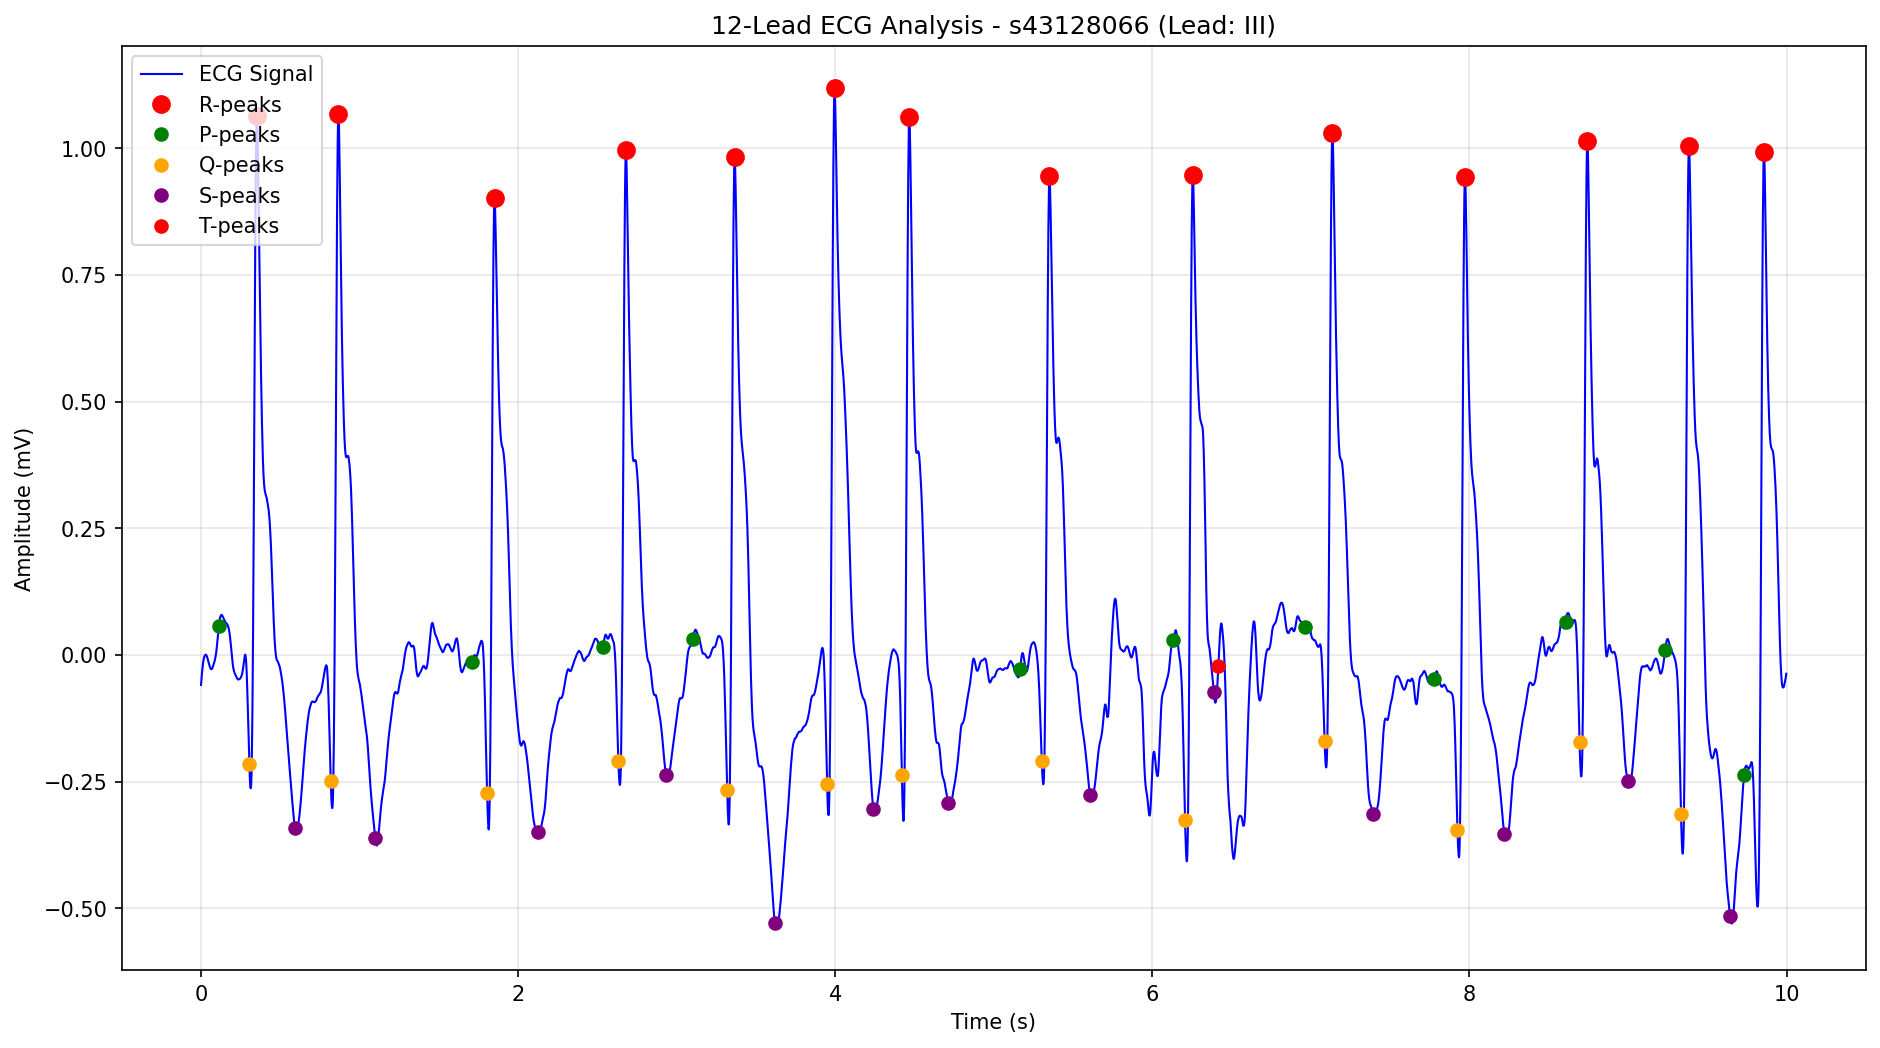 12-Lead ECG Analysis - s43128066 (Lead: III)
ECG Signal
R-peaks
P-peaks
Q-peaks
S-peaks
T-peaks
Amplitude (mV)
1.00
0.75
0.50
0.25
0.00
−0.25
−0.50
0 2 4 6 8 10
Time (s)